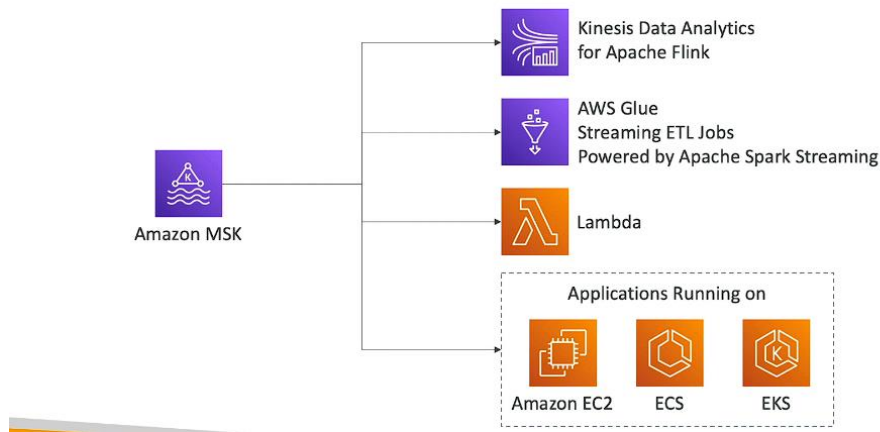 Kinesis Data Analytics
for Apache Flink
AWS Glue
Streaming ETL Jobs
Powered by Apache Spark Streaming
K
Amazon MSK
Lambda
Applications Running on
K
Amazon EC2
ECS
EKS